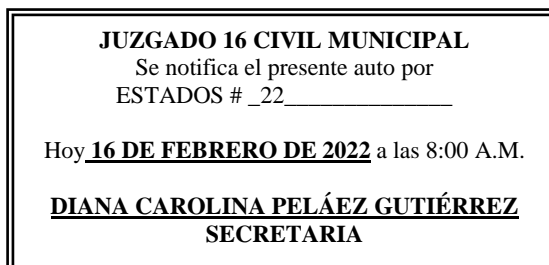 JUZGADO 16 CIVIL MUNICIPAL
Se notifica el presente auto por
ESTADOS # _22______________
Hoy 16 DE FEBRERO DE 2022 a las 8:00 A.M.
DIANA CAROLINA PELÁEZ GUTIÉRREZ
SECRETARIA